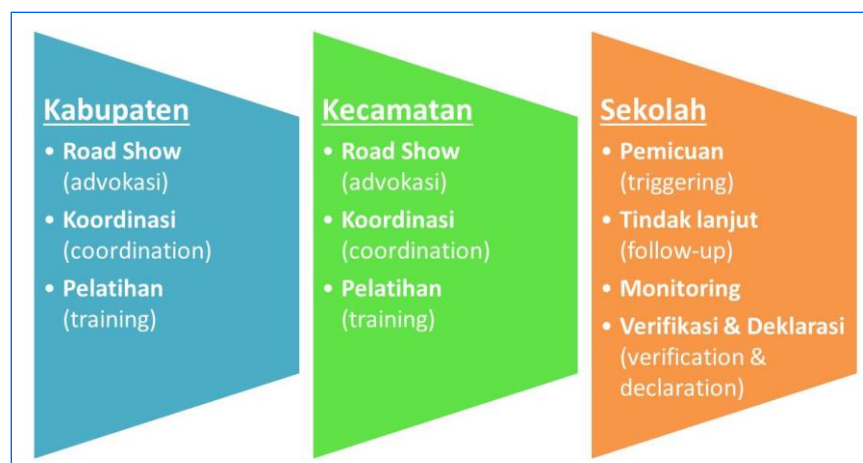 Kabupaten
• Road Show
(advokasi)
• Koordinasi
(coordination)
• Pelatihan
(training)
Kecamatan
• Road Show
(advokasi)
• Koordinasi
(coordination)
• Pelatihan
(training)
Sekolah
• Pemicuan
(triggering)
• Tindak lanjut
(follow-up)
• Monitoring
• Verifikasi & Deklarasi
(verification &
declaration)